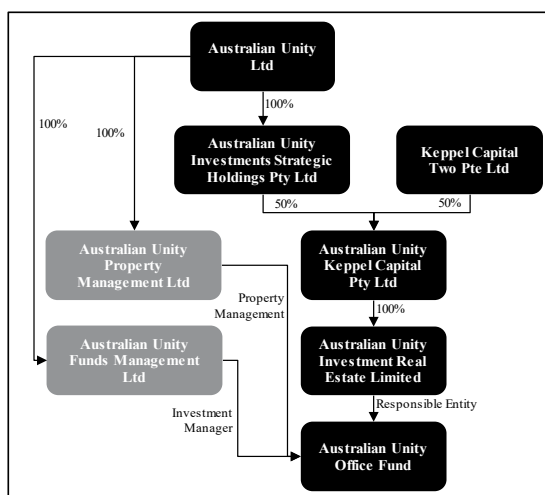 Australian Unity
Ltd
100%
100%
100%
Australian Unity
Investments Strategic
Holdings Pty Ltd
Keppel Capital
Two Pte Ltd
50%
50%
Australian Unity
Property
Management Ltd
Australian Unity
Keppel Capital
Pty Ltd
Property
Management
100%
Australian Unity
Funds Management
Ltd
Australian Unity
Investment Real
Estate Limited
Investment
Manager
Responsible Entity
Australian Unity
Office Fund